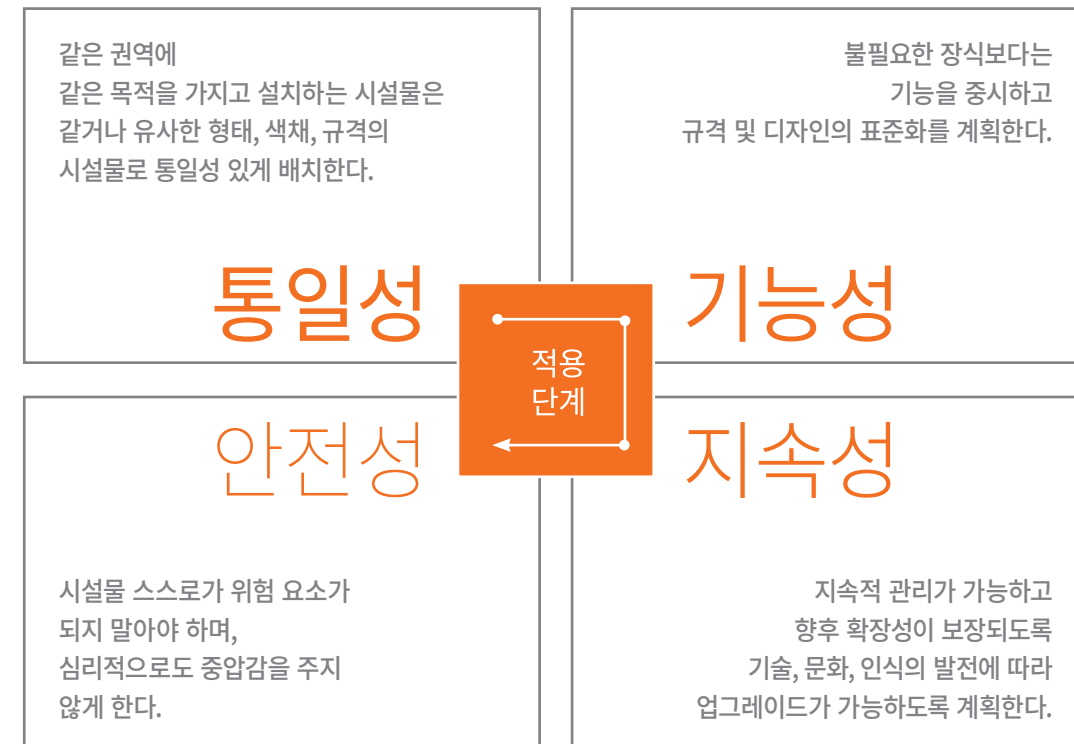 같은 권역에
같은 목적을 가지고 설치하는 시설물은
같거나 유사한 형태, 색채, 규격의
시설물로 통일성 있게 배치한다.
통일성
불필요한 장식보다는
기능을 중시하고
규격 및 디자인의 표준화를 계획한다.
기능성
적용
단계
안전성
시설물 스스로가 위험 요소가
되지 말아야 하며,
심리적으로도 중압감을 주지
않게 한다.
지속성
지속적 관리가 가능하고
향후 확장성이 보장되도록
기술, 문화, 인식의 발전에 따라
업그레이드가 가능하도록 계획한다.